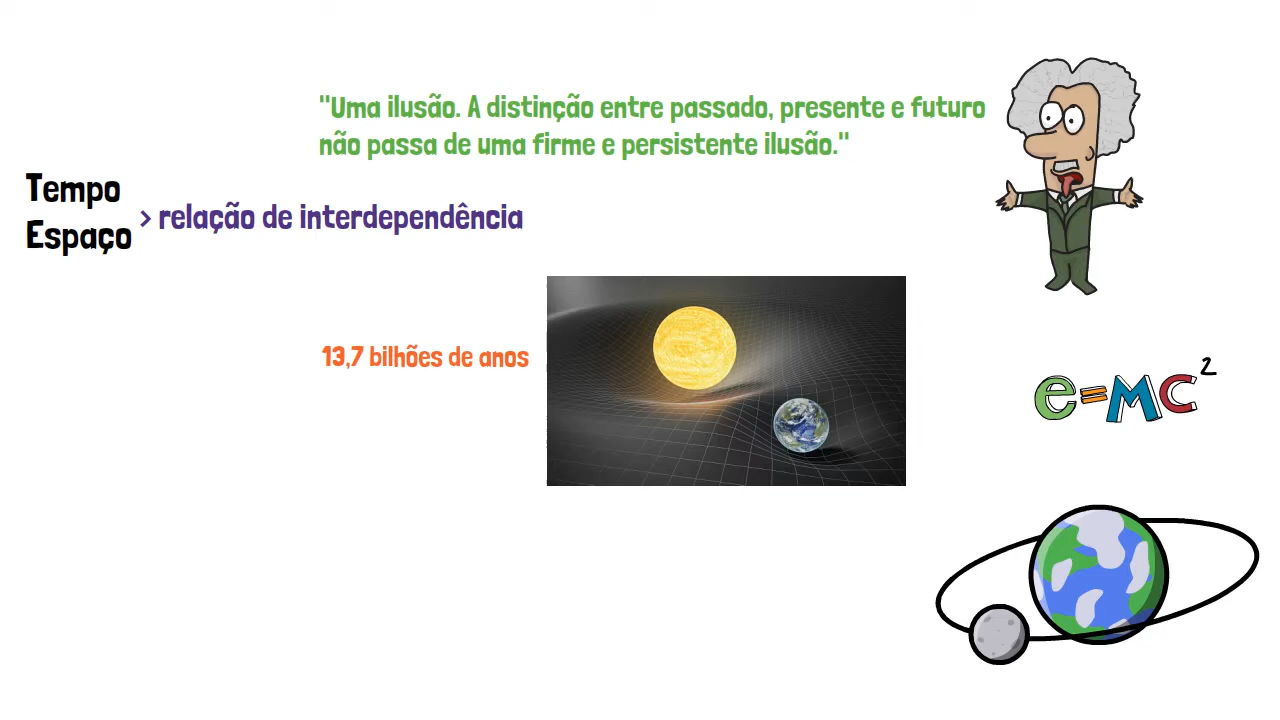 "Uma ilusão. A distinção entre passado, presente e futuro
não passa de uma firme e persistente ilusão."
Tempo
Espaço
> relação de interdependência
13,7 bilhões de anos
e=mc²